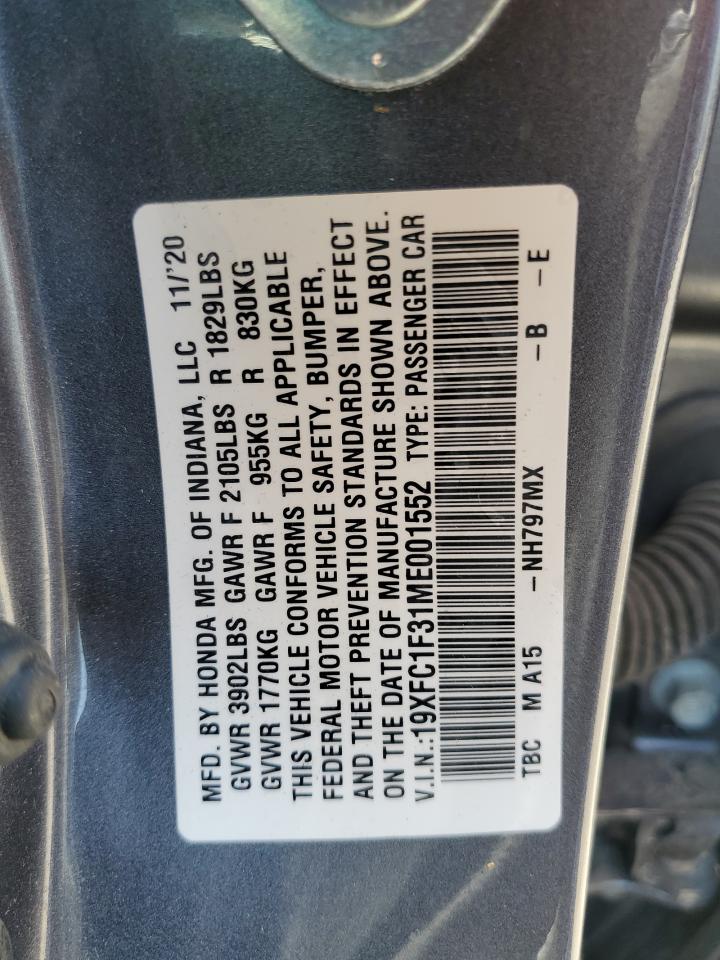 MFD. BY HONDA MFG. OF INDIANA, LLC 11/'20
GVWR 3902LBS GAWR F 2105LBS R 1829LBS
GVWR 1770KG GAWR F 955KG R 830KG
THIS VEHICLE CONFORMS TO ALL APPLICABLE
FEDERAL MOTOR VEHICLE SAFETY, BUMPER,
AND THEFT PREVENTION STANDARDS IN EFFECT
ON THE DATE OF MANUFACTURE SHOWN ABOVE.
V.I.N.:19XFC1F31ME001552 TYPE: PASSENGER CAR
TBC M A15 -NH797MX -B -E